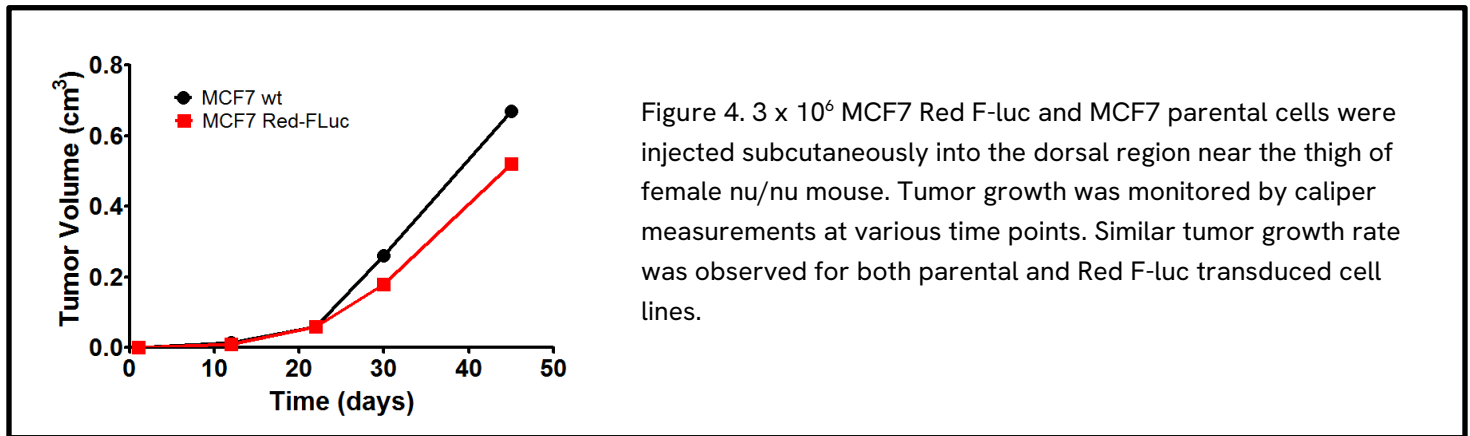 0.8
0.6
0.4
0.2
0.0
Tumor Volume (cm³)
MCF7 wt
MCF7 Red-FLuc
0 10 20 30 40 50
Time (days)
Figure 4. 3 x 10⁶ MCF7 Red F-luc and MCF7 parental cells were
injected subcutaneously into the dorsal region near the thigh of
female nu/nu mouse. Tumor growth was monitored by caliper
measurements at various time points. Similar tumor growth rate
was observed for both parental and Red F-luc transduced cell
lines.